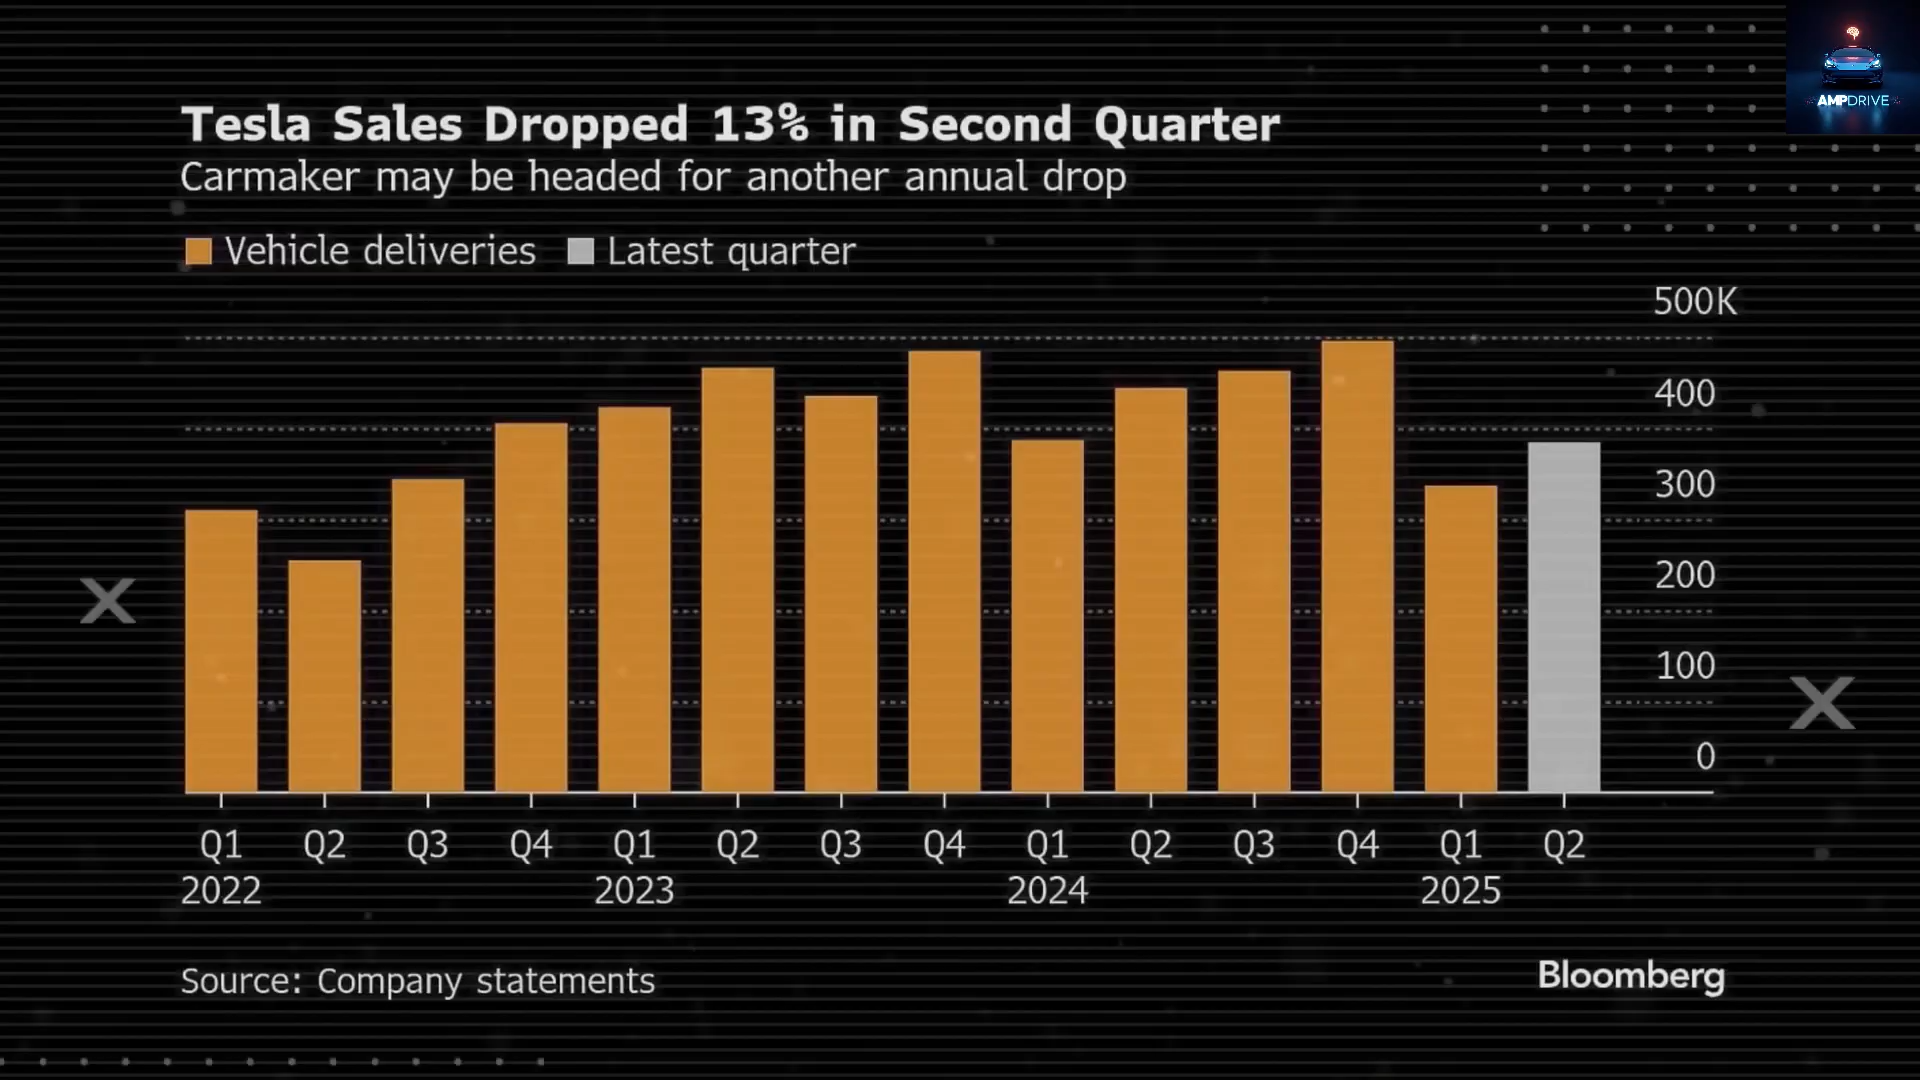 AMPDRIVE
Tesla Sales Dropped 13% in Second Quarter
Carmaker may be headed for another annual drop
Vehicle deliveries Latest quarter
500K
400
300
200
100
0
Q1 Q2 Q3 Q4 Q1 Q2 Q3 Q4 Q1 Q2 Q3 Q4 Q1 Q2
2022 2023 2024 2025
Source: Company statements
Bloomberg